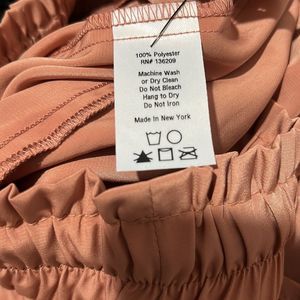 100% Polyester
RN# 136209
Machine Wash
or Dry Clean
Do Not Bleach
Hang to Dry
Do Not Iron
Made In New York